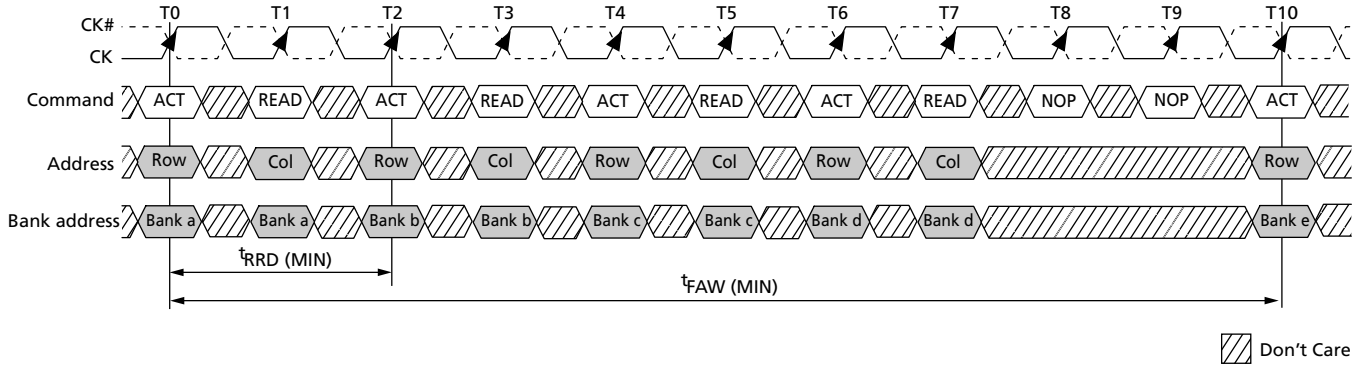 T0 T1 T2 T3 T4 T5 T6 T7 T8 T9 T10
CK#
CK
Command ACT READ ACT READ ACT READ ACT READ NOP NOP ACT
Address Row Col Row Col Row Col Row Col Row
Bank address Bank a Bank a Bank b Bank b Bank c Bank c Bank d Bank d Bank e
tRRD (MIN)
tFAW (MIN)
Don't Care